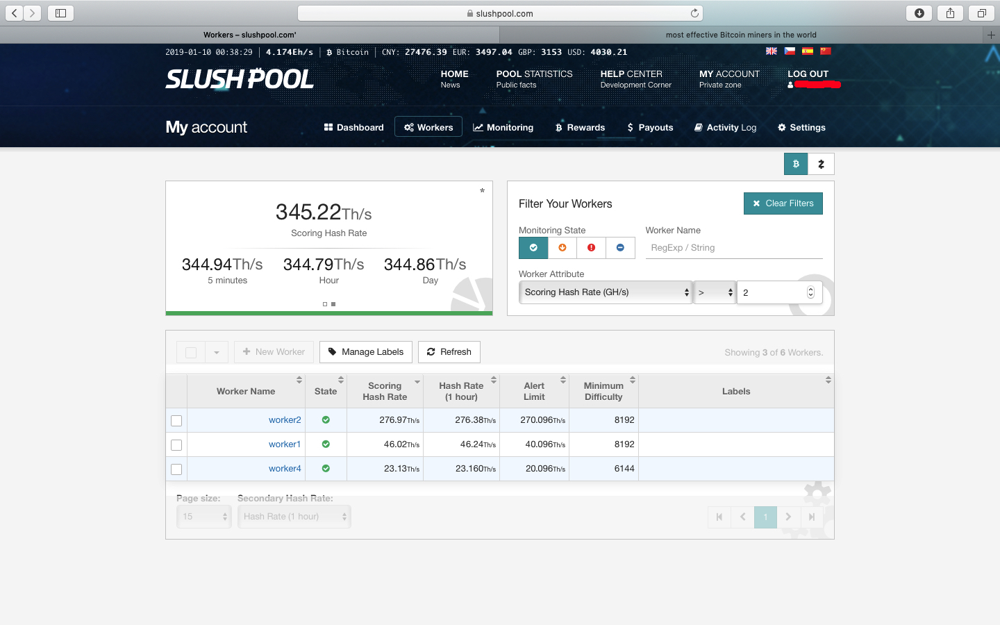 slushpool.com
Workers – slushpool.com'
most effective Bitcoin miners in the world
2019-01-10 00:38:29 | 4.174Eh/s | Bitcoin | CNY: 27476.39 EUR: 3497.04 GBP: 3153 USD: 4030.21
SLUSH POOL
HOME
News
POOL STATISTICS
Public facts
HELP CENTER
Development Corner
MY ACCOUNT
Private zone
LOG OUT
My account
Dashboard
Workers
Monitoring
Rewards
Payouts
Activity Log
Settings
*
345.22Th/s
Scoring Hash Rate
344.94Th/s 344.79Th/s 344.86Th/s
5 minutes Hour Day
Filter Your Workers
Clear Filters
Monitoring State
Worker Name
RegExp / String
Worker Attribute
Scoring Hash Rate (GH/s) > 2
New Worker
Manage Labels
Refresh
Showing 3 of 6 Workers.
Worker Name State Scoring Hash Rate Hash Rate (1 hour) Alert Limit Minimum Difficulty Labels
worker2 276.97Th/s 276.38Th/s 270.096Th/s 8192
worker1 46.02Th/s 46.24Th/s 40.096Th/s 8192
worker4 23.13Th/s 23.160Th/s 20.096Th/s 6144
Page size: Secondary Hash Rate:
15 Hash Rate (1 hour)
1